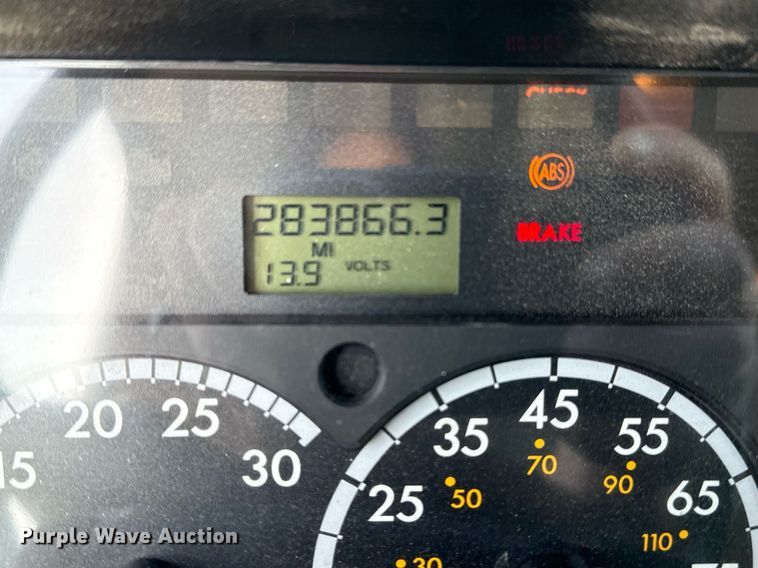 ABS
283866.3
BRAKE
MI
13.9 VOLTS
15 20 25 30
25 35 45 55 65 75
30 50 70 90 110
Purple Wave Auction